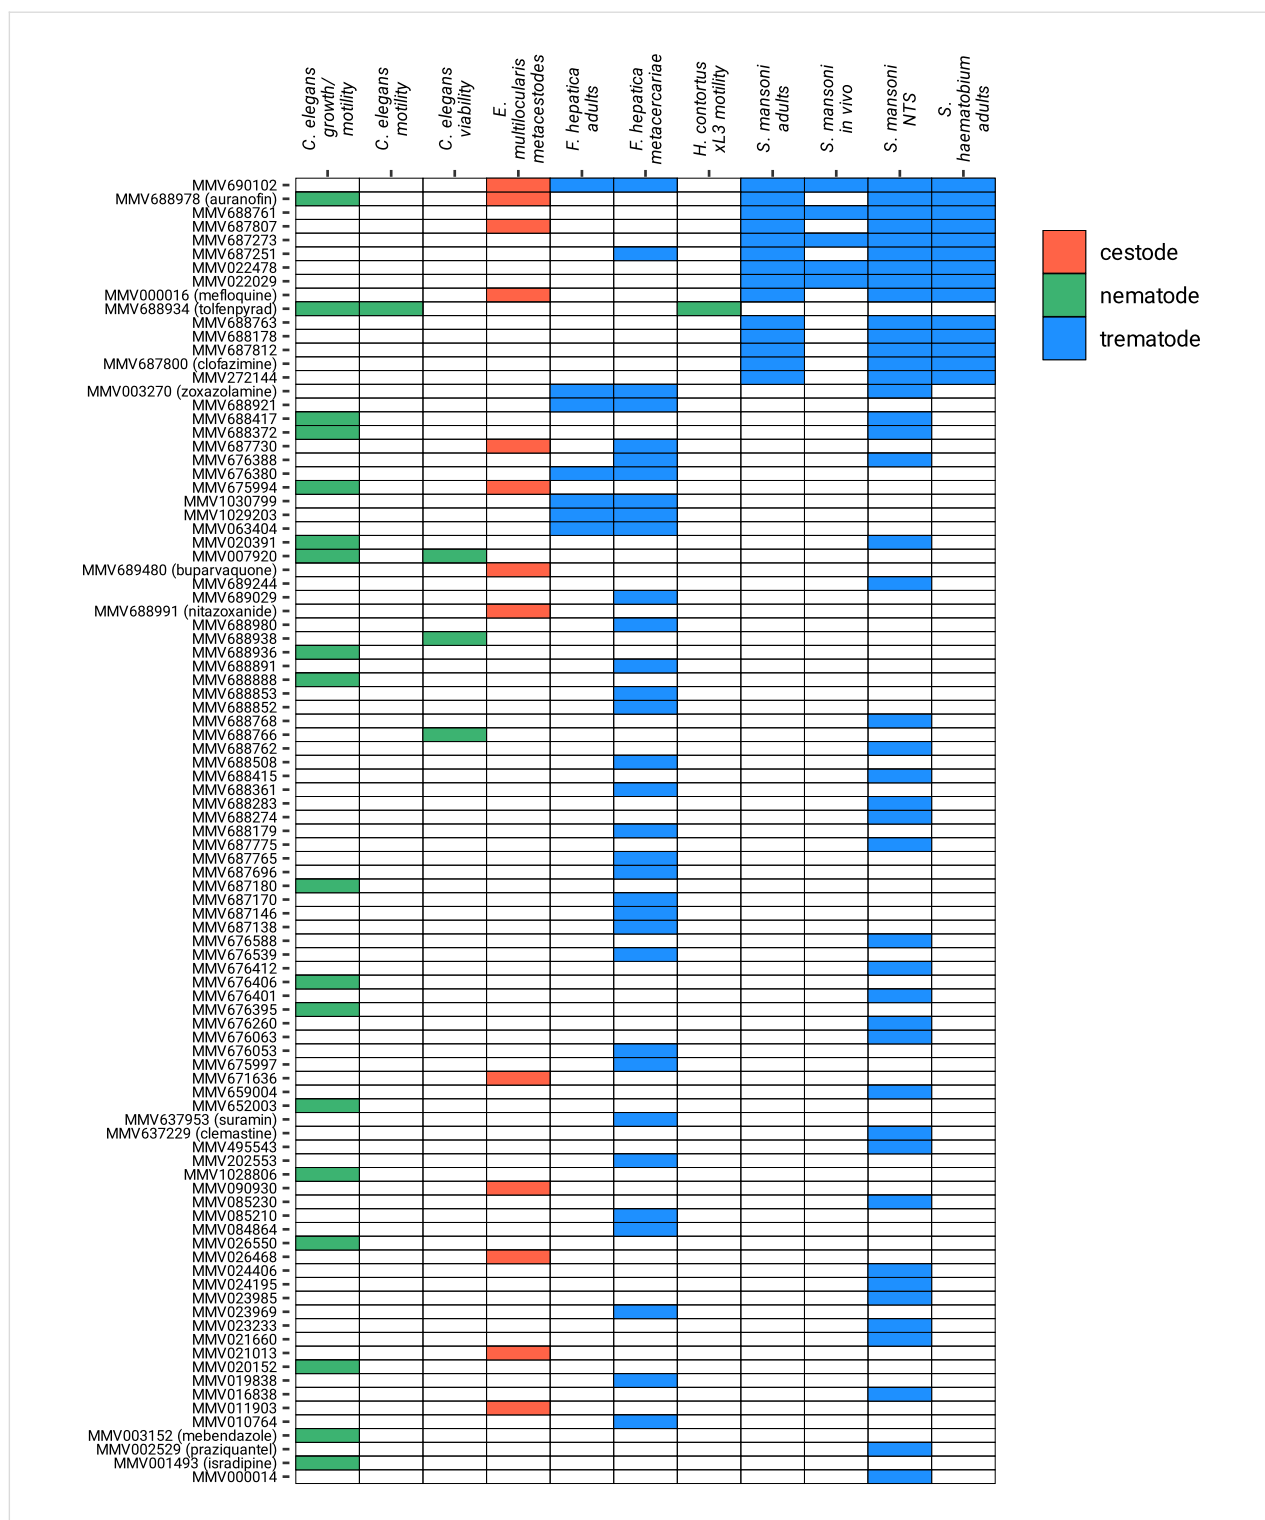 C. elegans
growth/
motility
C. elegans
motility
C. elegans
viability
E.
multilocularis
metacestodes
F. hepatica
adults
F. hepatica
metacercariae
H. contortus
xL3 motility
S. mansoni
adults
S. mansoni
in vivo
S. mansoni
NTS
S.
haematobium
adults
MMV690102
MMV688978 (auranofin)
MMV688761
MMV687807
MMV687273
MMV687251
MMV022478
MMV022029
MMV000016 (mefloquine)
MMV688934 (tolfenpyrad)
MMV688763
MMV688178
MMV687812
MMV687800 (clofazimine)
MMV272144
MMV003270 (zoxazolamine)
MMV688921
MMV688417
MMV688372
MMV687730
MMV676388
MMV676380
MMV675994
MMV1030799
MMV1029203
MMV063404
MMV020391
MMV007920
MMV689480 (buparvaquone)
MMV689244
MMV689029
MMV688991 (nitazoxanide)
MMV688980
MMV688938
MMV688936
MMV688891
MMV688888
MMV688853
MMV688852
MMV688768
MMV688766
MMV688762
MMV688508
MMV688415
MMV688361
MMV688283
MMV688274
MMV688179
MMV687775
MMV687765
MMV687696
MMV687180
MMV687170
MMV687146
MMV687138
MMV676588
MMV676539
MMV676412
MMV676406
MMV676401
MMV676395
MMV676260
MMV676063
MMV676053
MMV675997
MMV671636
MMV659004
MMV652003
MMV637953 (suramin)
MMV637229 (clemastine)
MMV495543
MMV202553
MMV1028806
MMV090930
MMV085230
MMV085210
MMV084864
MMV026550
MMV026468
MMV024406
MMV024195
MMV023985
MMV023969
MMV023233
MMV021660
MMV021013
MMV020152
MMV019838
MMV016838
MMV011903
MMV010764
MMV003152 (mebendazole)
MMV002529 (praziquantel)
MMV001493 (isradipine)
MMV000014
cestode
nematode
trematode